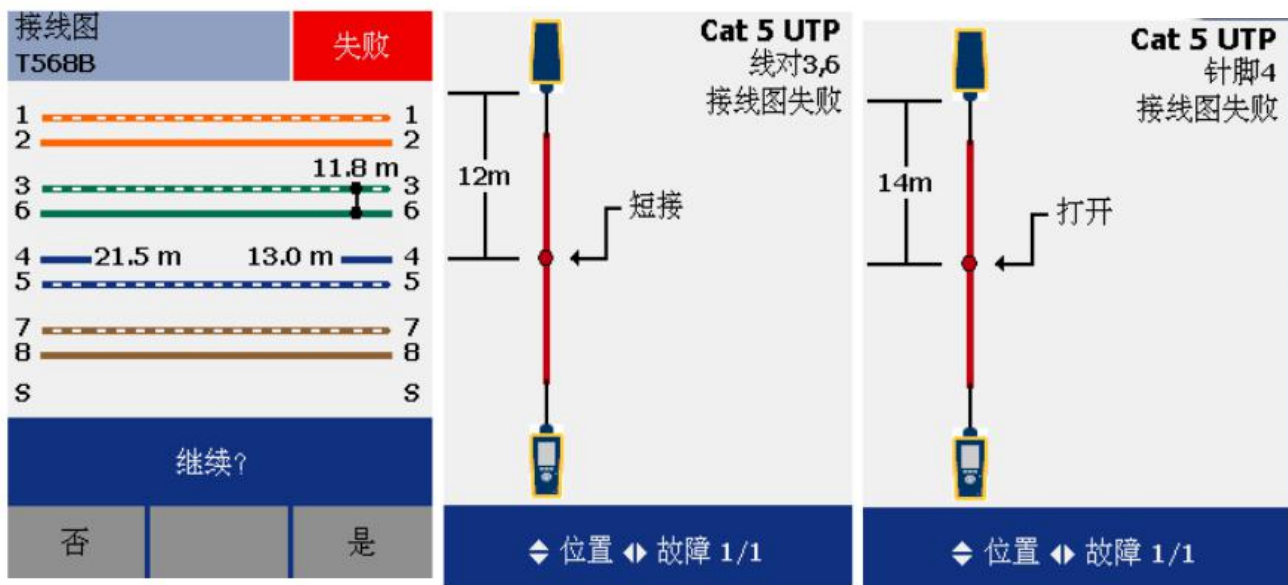 接线图
T568B
失败
1 1
2 2
11.8 m
3 3
6 6
4 21.5 m 13.0 m 4
5 5
7 7
8 8
S S
继续?
否 是
Cat 5 UTP
线对3,6
接线图失败
12m
短接
位置 故障 1/1
Cat 5 UTP
针脚4
接线图失败
14m
打开
位置 故障 1/1